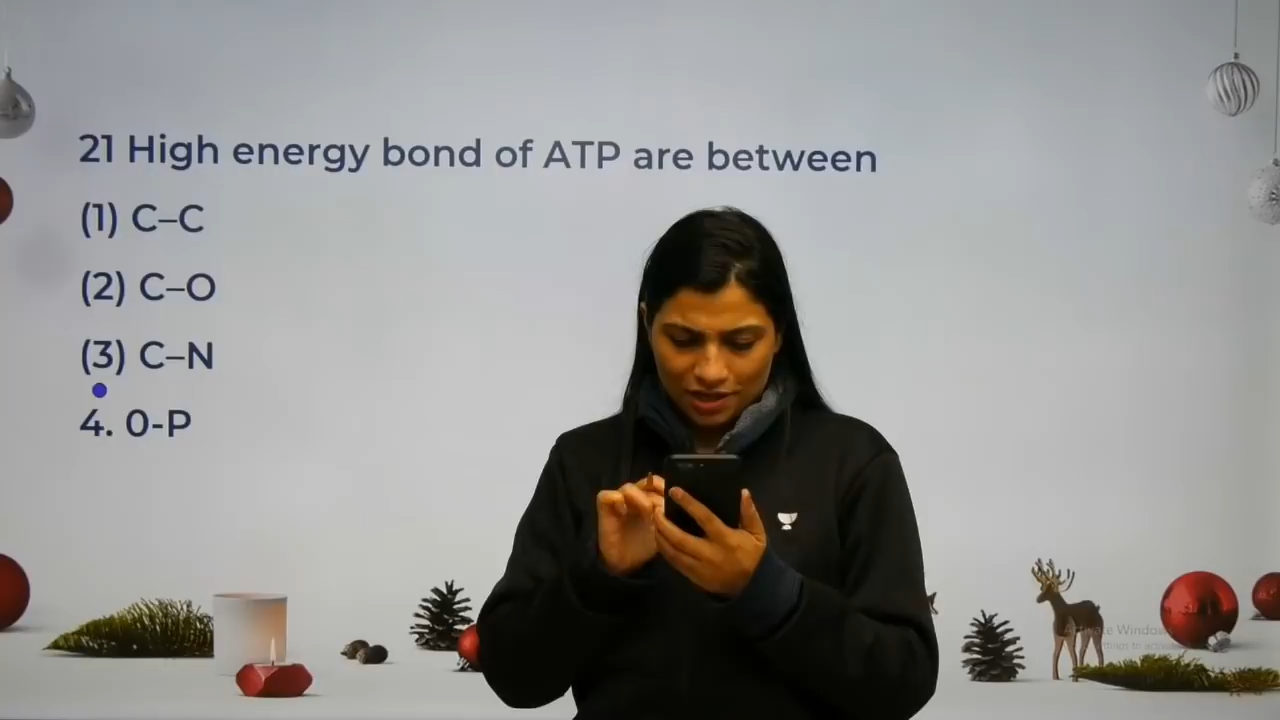 21 High energy bond of ATP are between
(1) C–C
(2) C–O
(3) C–N
4. 0-P